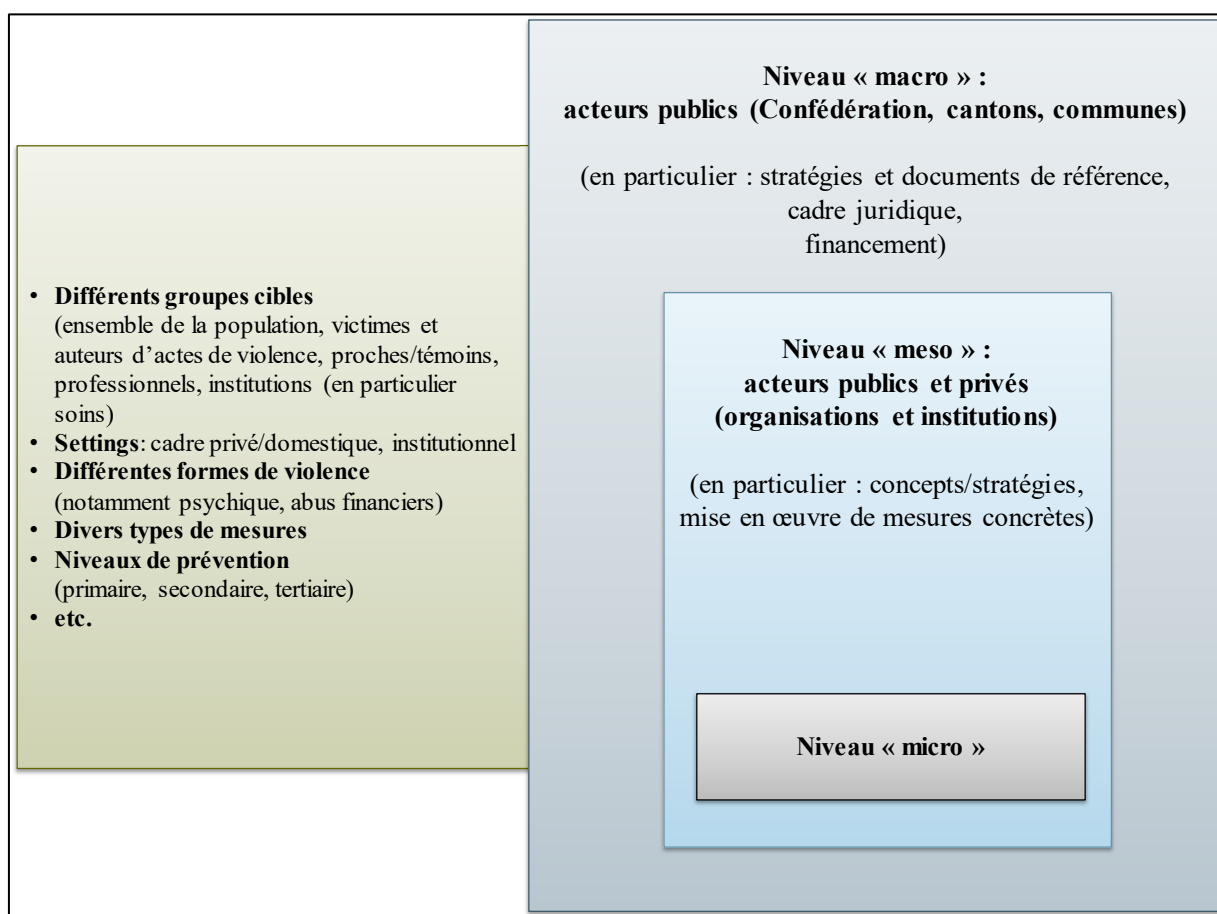 Niveau « macro » :
acteurs publics (Confédération, cantons, communes)
(en particulier : stratégies et documents de référence,
cadre juridique,
financement)
• Différents groupes cibles
(ensemble de la population, victimes et
auteurs d’actes de violence, proches/témoins,
professionnels, institutions (en particulier
soins)
• Settings: cadre privé/domestique, institutionnel
• Différentes formes de violence
(notamment psychique, abus financiers)
• Divers types de mesures
• Niveaux de prévention
(primaire, secondaire, tertiaire)
• etc.
Niveau « meso » :
acteurs publics et privés
(organisations et institutions)
(en particulier : concepts/stratégies,
mise en œuvre de mesures concrètes)
Niveau « micro »